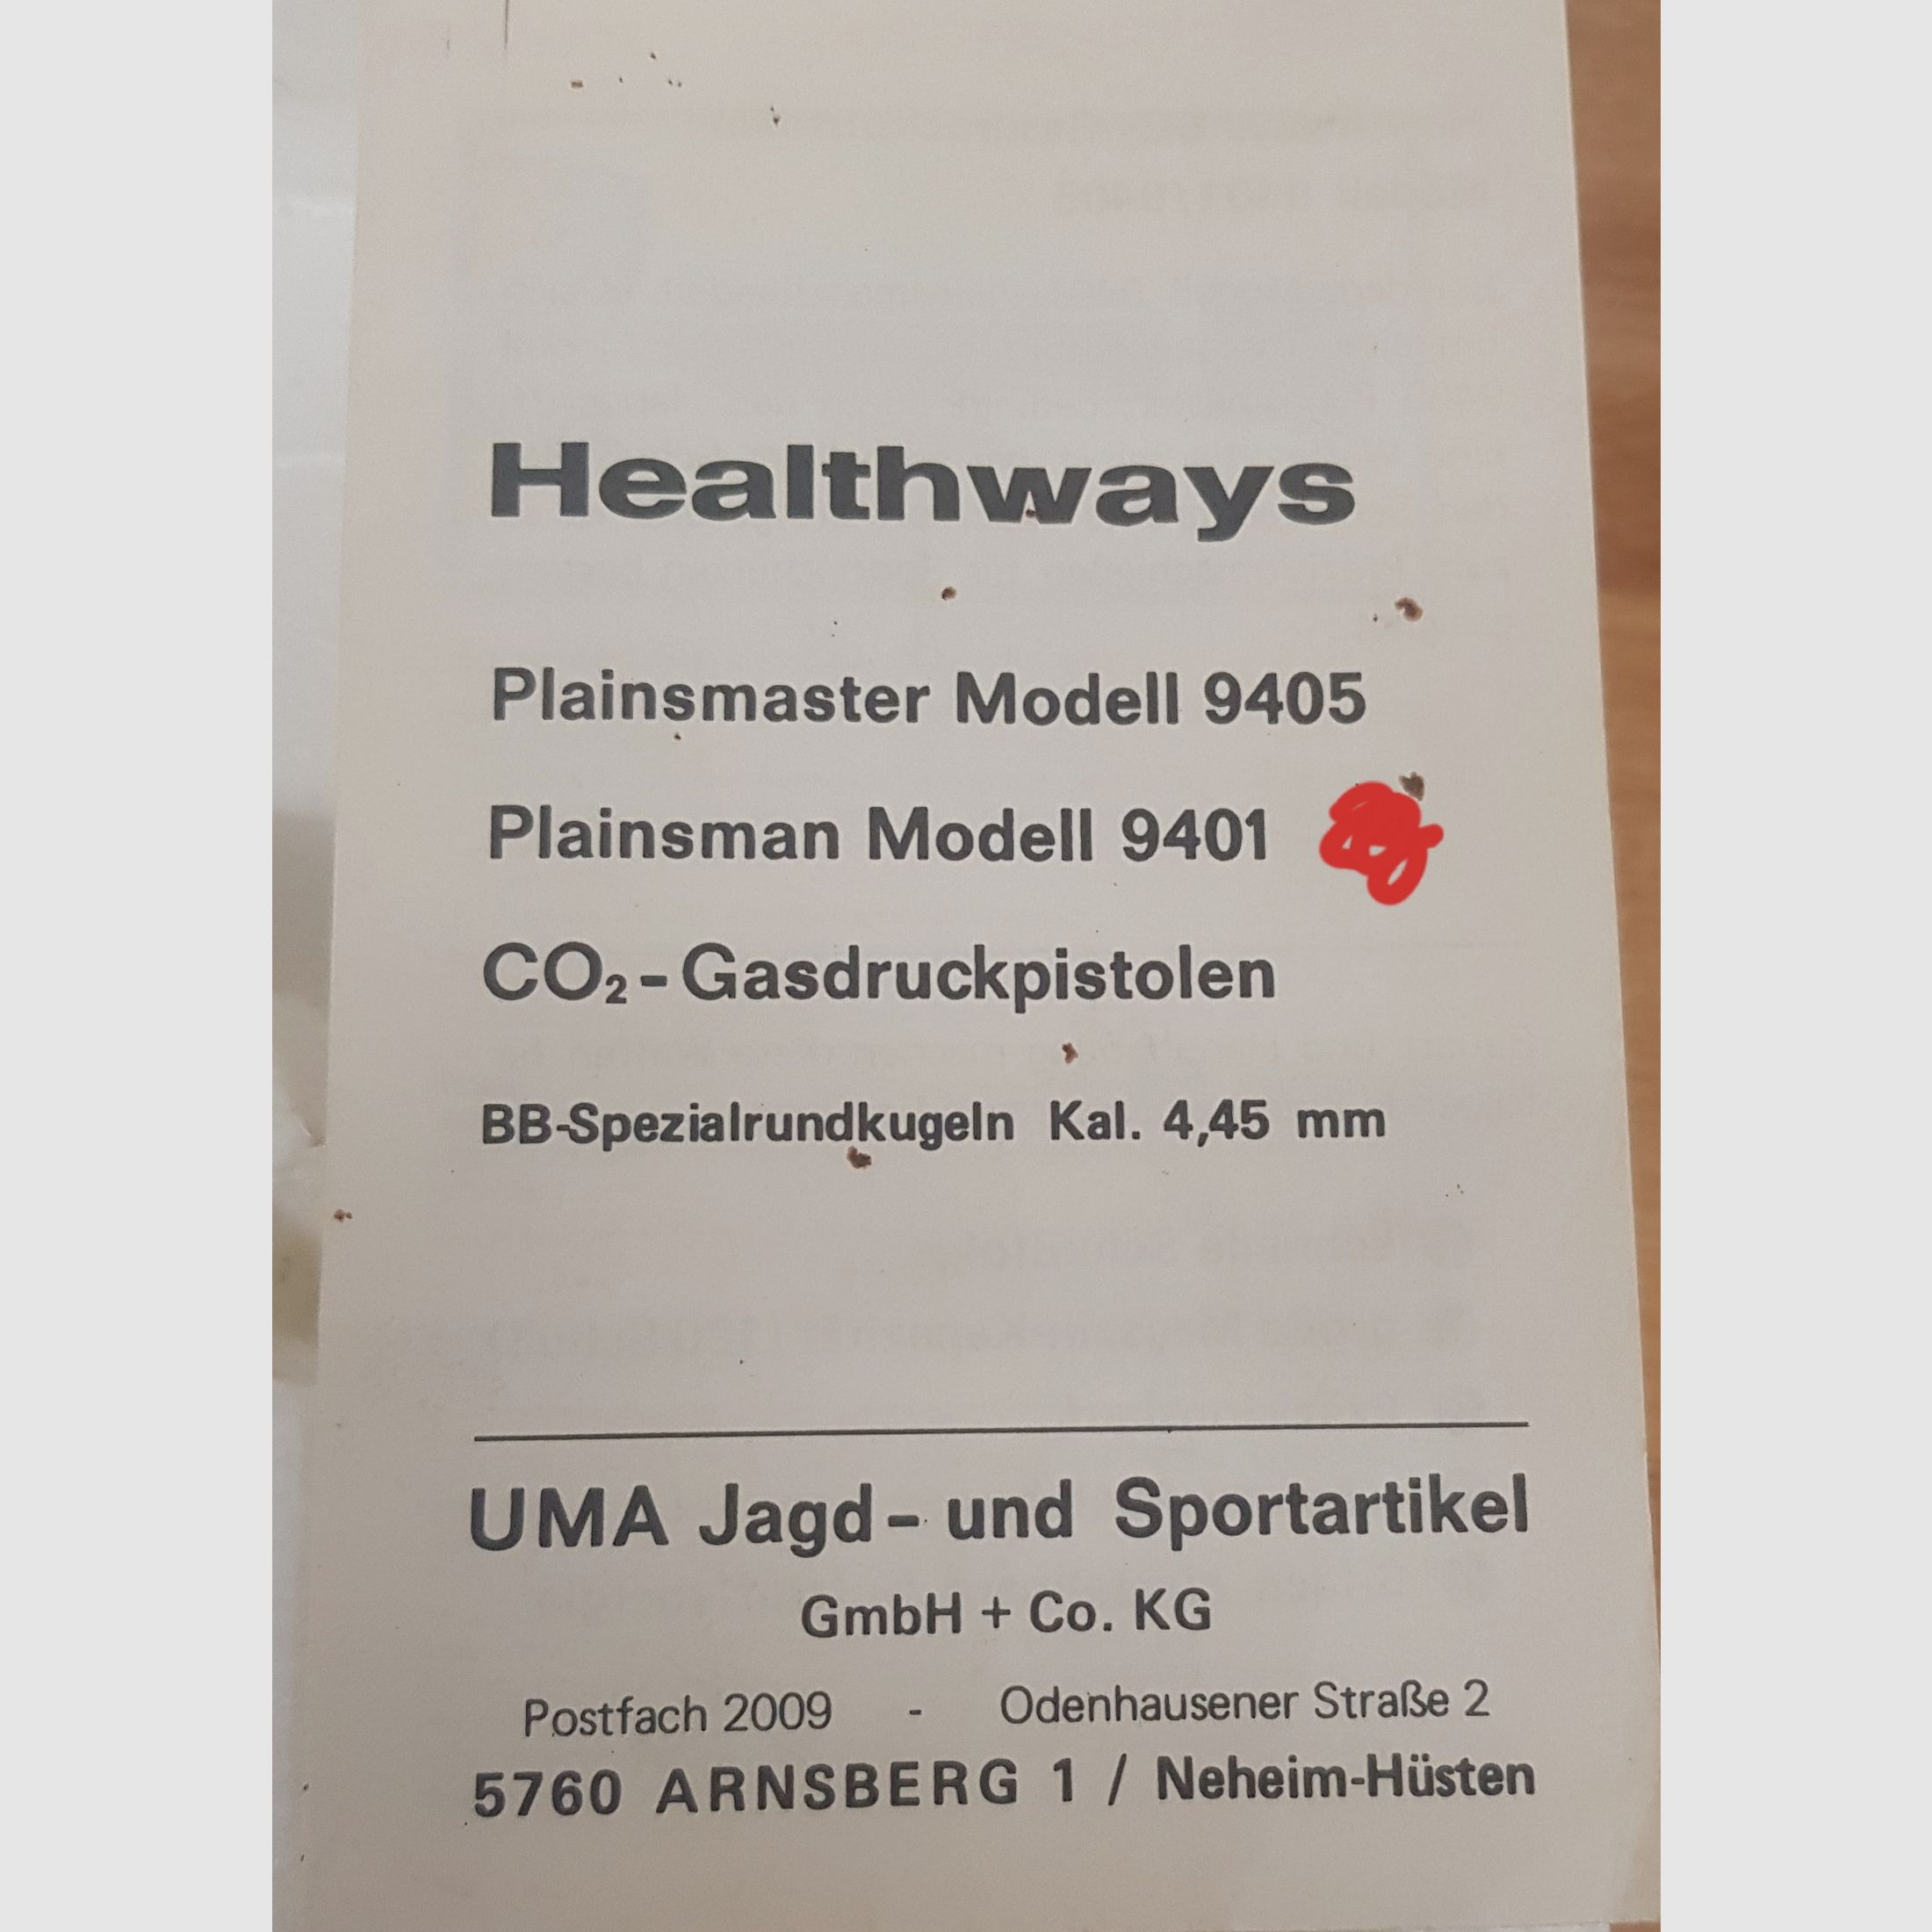 Healthways
Plainsmaster Modell 9405
Plainsman Modell 9401
CO₂-Gasdruckpistolen
BB-Spezialrundkugeln Kal. 4,45 mm
UMA Jagd- und Sportartikel
GmbH + Co. KG
Postfach 2009 - Odenhausener Straße 2
5760 ARNSBERG 1 / Neheim-Hüsten